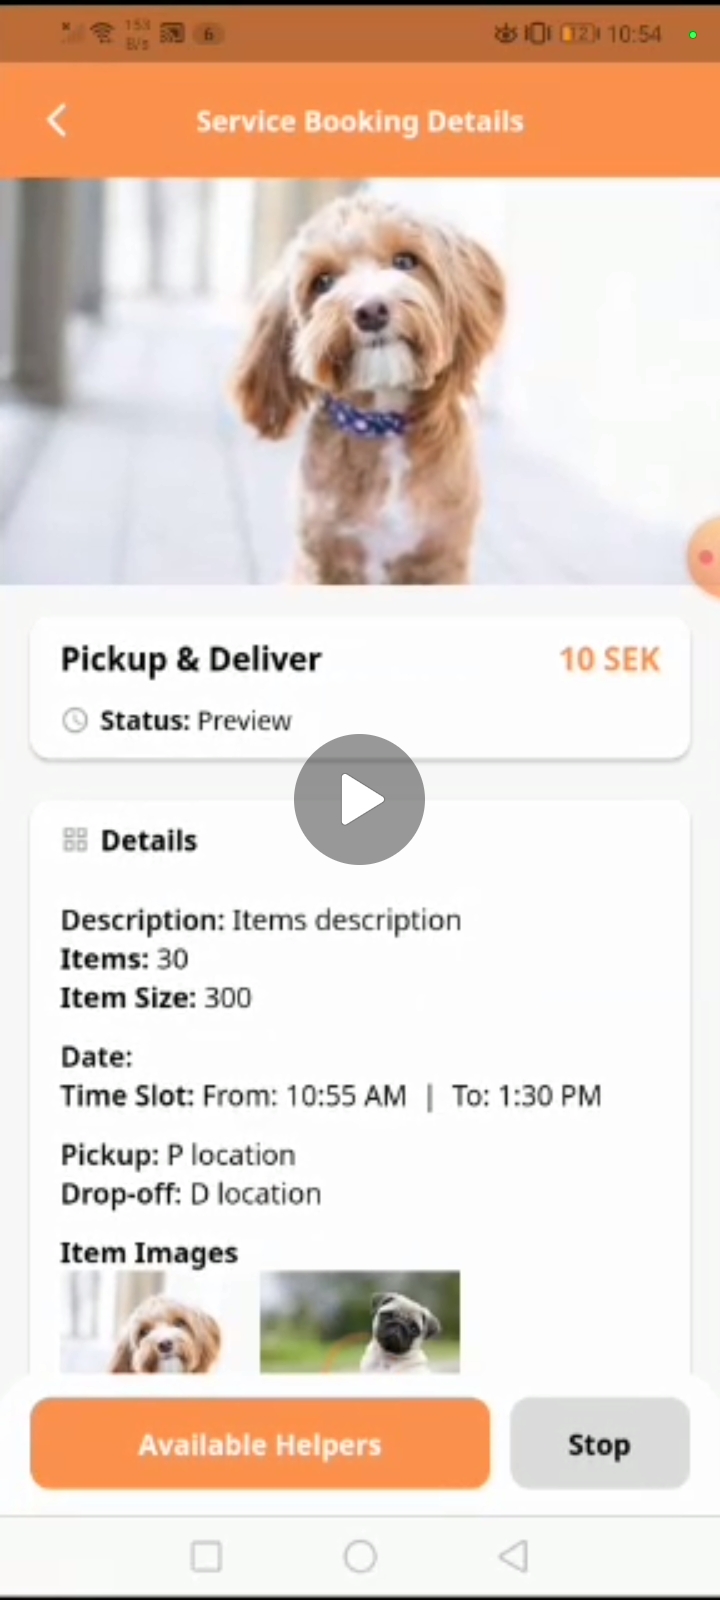 153
B/s
6
12
10:54
Service Booking Details
Pickup & Deliver
10 SEK
Status: Preview
Details
Description: Items description
Items: 30
Item Size: 300
Date:
Time Slot: From: 10:55 AM | To: 1:30 PM
Pickup: P location
Drop-off: D location
Item Images
Available Helpers
Stop